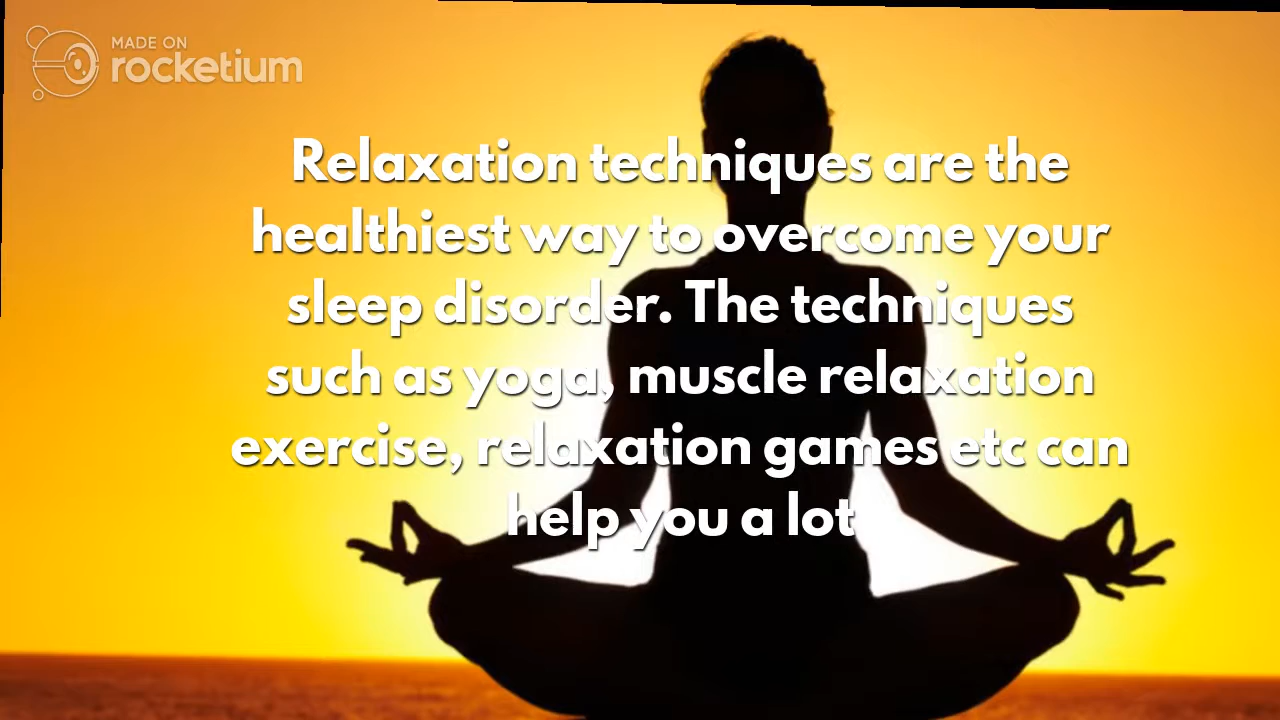 MADE ON
rocketium
Relaxation techniques are the
healthiest way to overcome your
sleep disorder. The techniques
such as yoga, muscle relaxation
exercise, relaxation games etc can
help you a lot